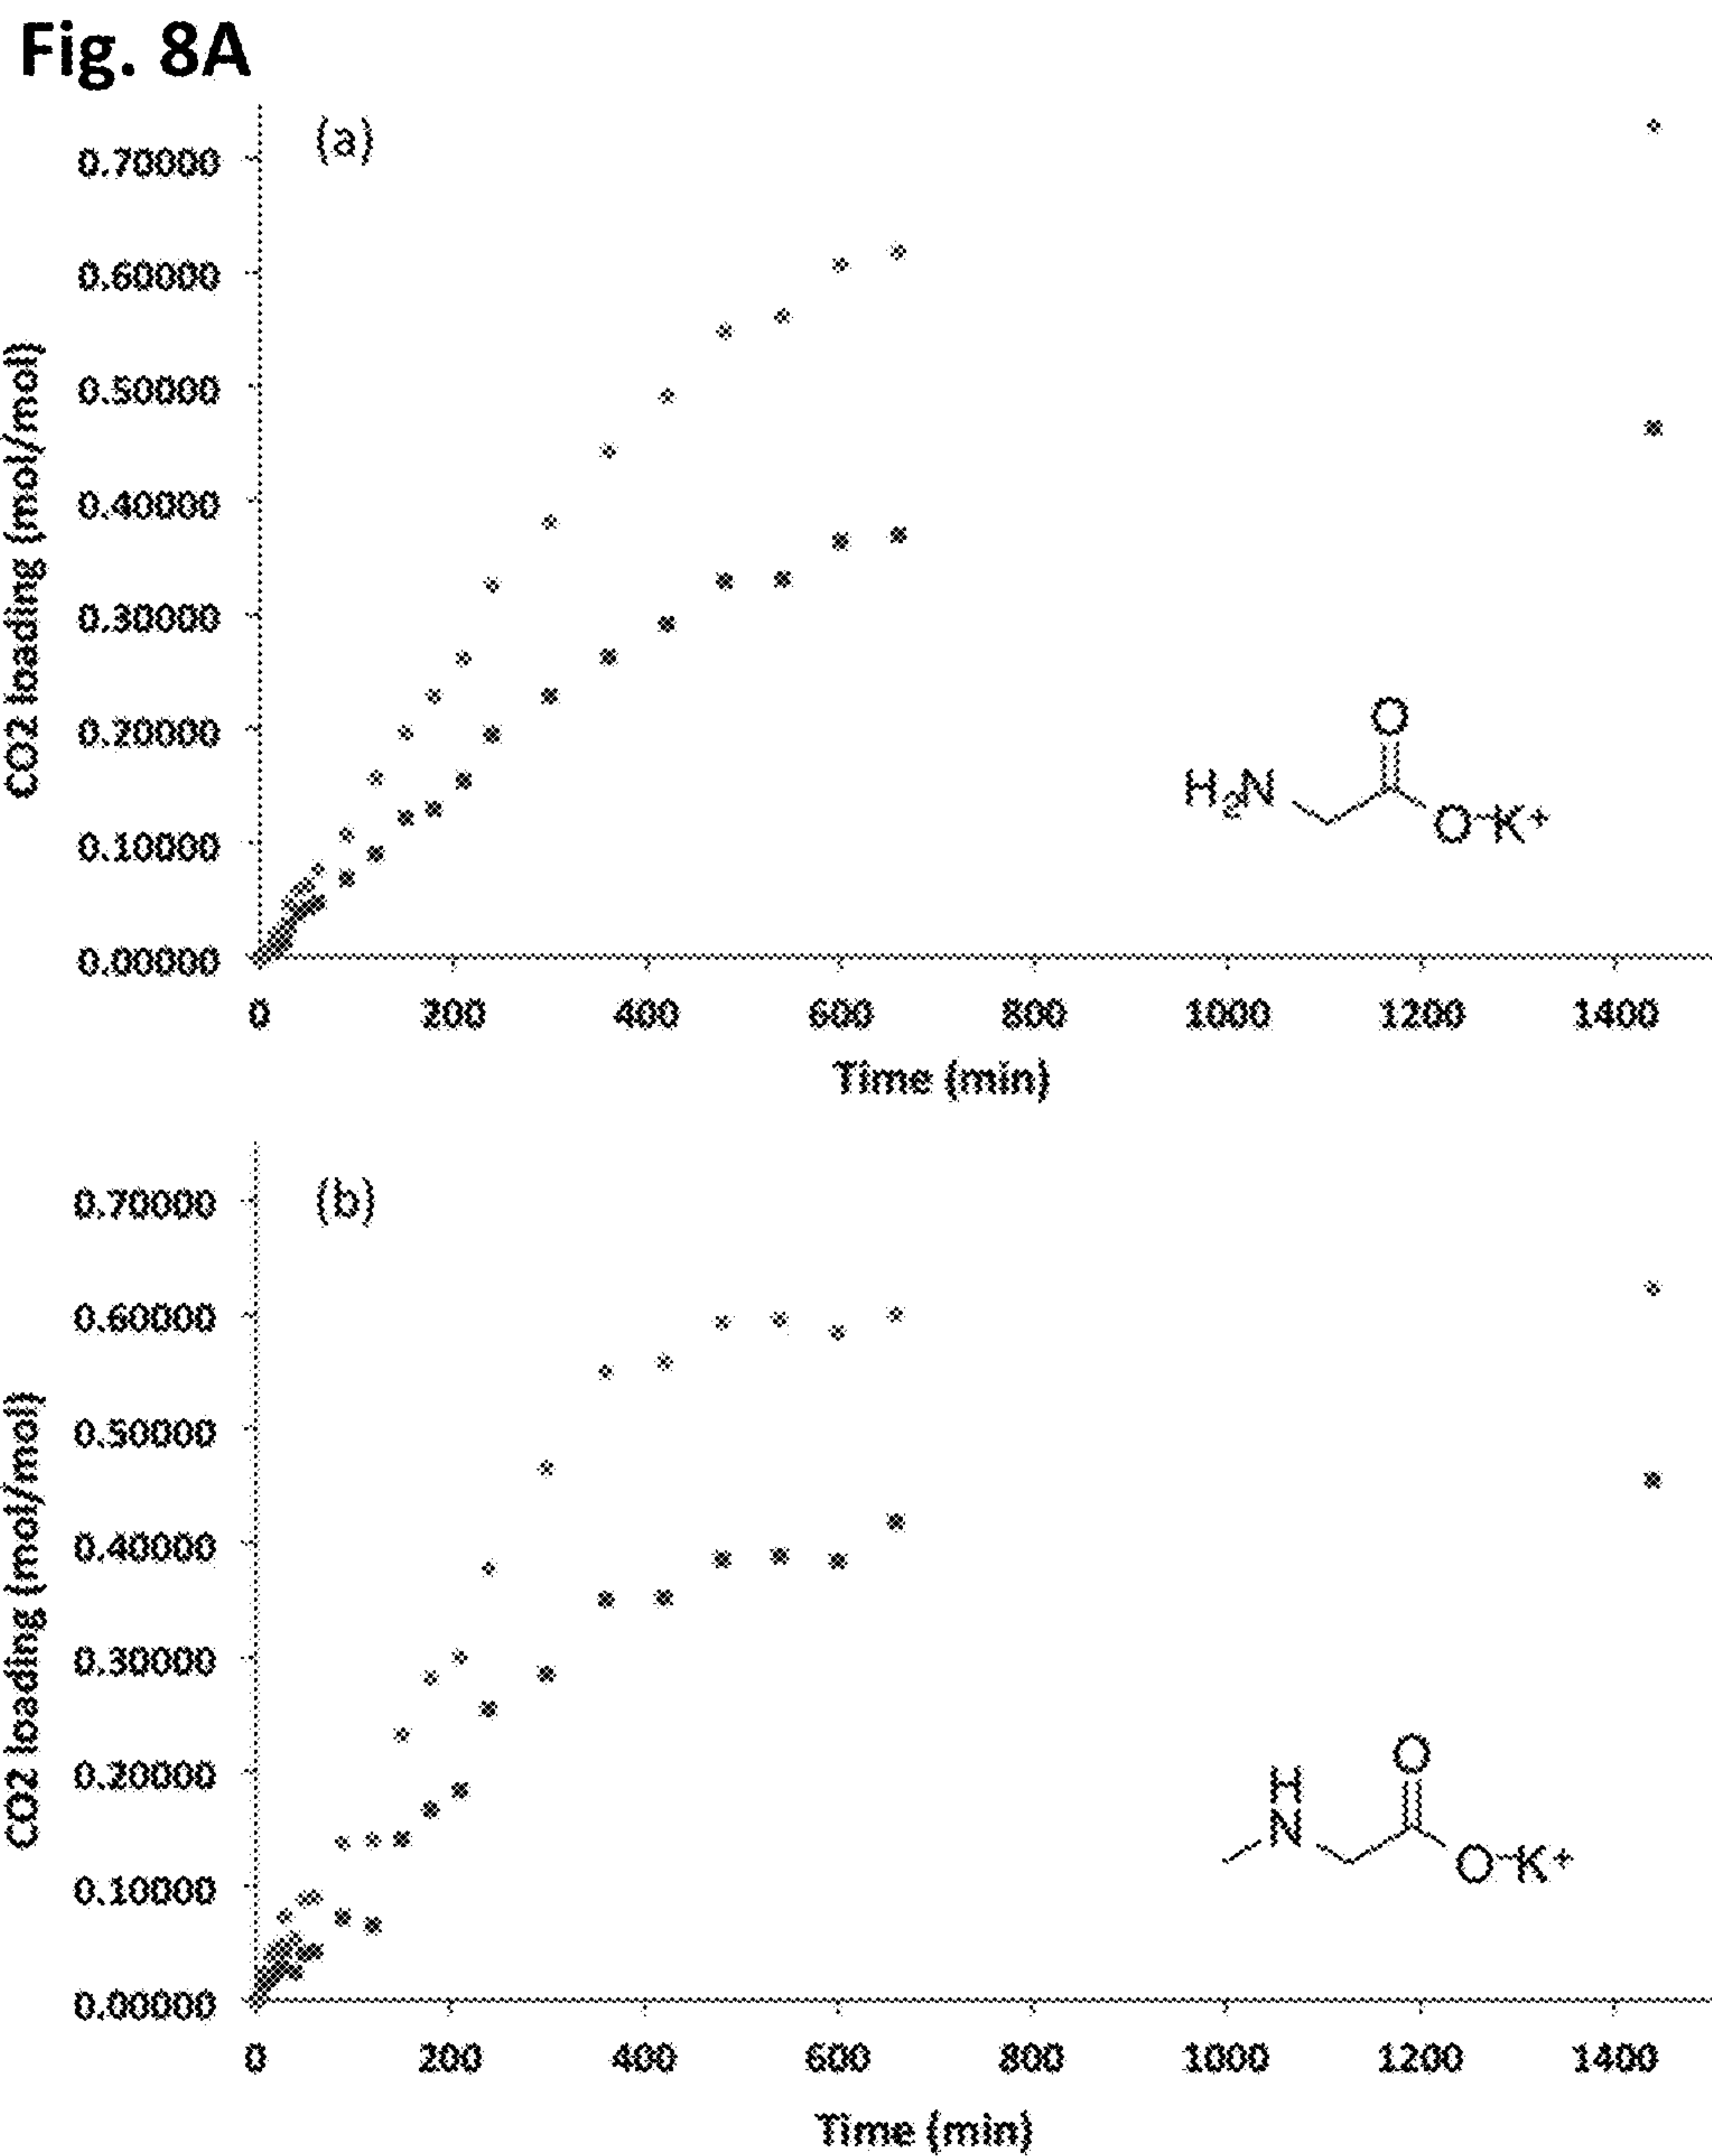 Fig. 8A
(a)
CO2 loading (mol/mol)
0.70000
0.60000
0.50000
0.40000
0.30000
0.20000
0.10000
0.00000
0 200 400 600 800 1000 1200 1400
Time (min)
O
H2N
O-K+
(b)
CO2 loading (mol/mol)
0.70000
0.60000
0.50000
0.40000
0.30000
0.20000
0.10000
0.00000
0 200 400 600 800 1000 1200 1400
Time (min)
O
H
N
O-K+